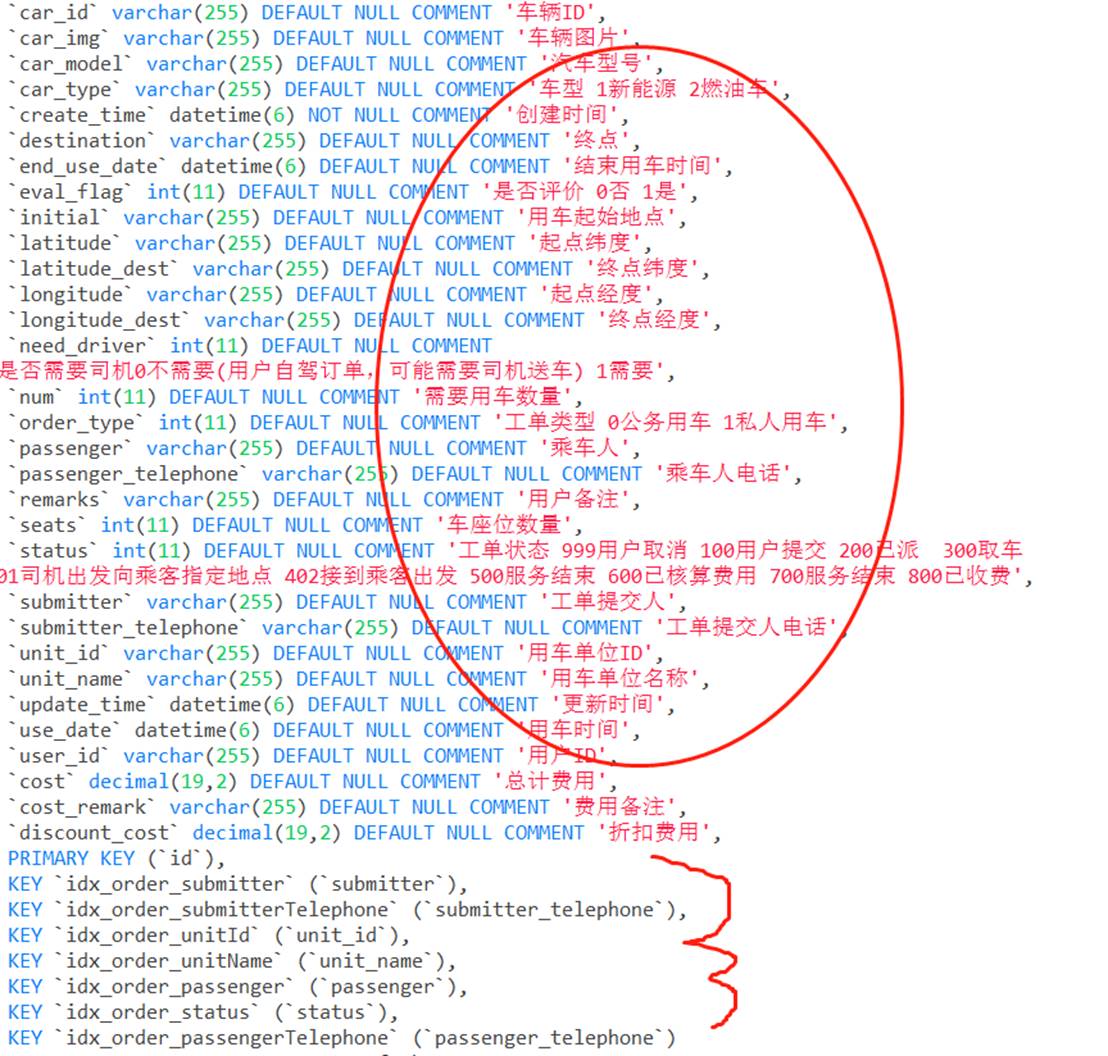 `car_id` varchar(255) DEFAULT NULL COMMENT '车辆ID',
`car_img` varchar(255) DEFAULT NULL COMMENT '车辆图片',
`car_model` varchar(255) DEFAULT NULL COMMENT '汽车型号',
`car_type` varchar(255) DEFAULT NULL COMMENT '车型 1新能源 2燃油车',
`create_time` datetime(6) NOT NULL COMMENT '创建时间',
`destination` varchar(255) DEFAULT NULL COMMENT '终点',
`end_use_date` datetime(6) DEFAULT NULL COMMENT '结束用车时间',
`eval_flag` int(11) DEFAULT NULL COMMENT '是否评价 0否 1是',
`initial` varchar(255) DEFAULT NULL COMMENT '用车起始地点',
`latitude` varchar(255) DEFAULT NULL COMMENT '起点纬度',
`latitude_dest` varchar(255) DEFAULT NULL COMMENT '终点纬度',
`longitude` varchar(255) DEFAULT NULL COMMENT '起点经度',
`longitude_dest` varchar(255) DEFAULT NULL COMMENT '终点经度',
`need_driver` int(11) DEFAULT NULL COMMENT
是否需要司机0不需要(用户自驾订单，可能需要司机送车) 1需要',
`num` int(11) DEFAULT NULL COMMENT '需要用车数量',
`order_type` int(11) DEFAULT NULL COMMENT '工单类型 0公务用车 1私人用车',
`passenger` varchar(255) DEFAULT NULL COMMENT '乘车人',
`passenger_telephone` varchar(255) DEFAULT NULL COMMENT '乘车人电话',
`remarks` varchar(255) DEFAULT NULL COMMENT '用户备注',
`seats` int(11) DEFAULT NULL COMMENT '车座位数量',
`status` int(11) DEFAULT NULL COMMENT '工单状态 999用户取消 100用户提交 200已派  300取车
01司机出发向乘客指定地点 402接到乘客出发 500服务结束 600已核算费用 700服务结束 800已收费',
`submitter` varchar(255) DEFAULT NULL COMMENT '工单提交人',
`submitter_telephone` varchar(255) DEFAULT NULL COMMENT '工单提交人电话',
`unit_id` varchar(255) DEFAULT NULL COMMENT '用车单位ID',
`unit_name` varchar(255) DEFAULT NULL COMMENT '用车单位名称',
`update_time` datetime(6) DEFAULT NULL COMMENT '更新时间',
`use_date` datetime(6) DEFAULT NULL COMMENT '用车时间',
`user_id` varchar(255) DEFAULT NULL COMMENT '用户ID',
`cost` decimal(19,2) DEFAULT NULL COMMENT '总计费用',
`cost_remark` varchar(255) DEFAULT NULL COMMENT '费用备注',
`discount_cost` decimal(19,2) DEFAULT NULL COMMENT '折扣费用',
PRIMARY KEY (`id`),
KEY `idx_order_submitter` (`submitter`),
KEY `idx_order_submitterTelephone` (`submitter_telephone`),
KEY `idx_order_unitId` (`unit_id`),
KEY `idx_order_unitName` (`unit_name`),
KEY `idx_order_passenger` (`passenger`),
KEY `idx_order_status` (`status`),
KEY `idx_order_passengerTelephone` (`passenger_telephone`)